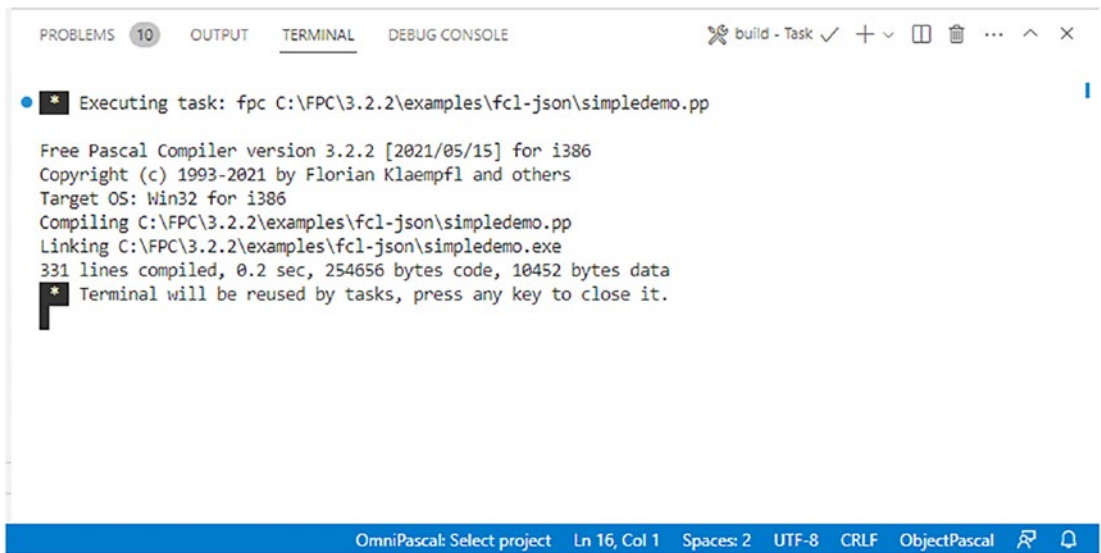 PROBLEMS 10 OUTPUT TERMINAL DEBUG CONSOLE build - Task
* Executing task: fpc C:\FPC\3.2.2\examples\fcl-json\simpledemo.pp
Free Pascal Compiler version 3.2.2 [2021/05/15] for i386
Copyright (c) 1993-2021 by Florian Klaempfl and others
Target OS: Win32 for i386
Compiling C:\FPC\3.2.2\examples\fcl-json\simpledemo.pp
Linking C:\FPC\3.2.2\examples\fcl-json\simpledemo.exe
331 lines compiled, 0.2 sec, 254656 bytes code, 10452 bytes data
* Terminal will be reused by tasks, press any key to close it.
OmniPascal: Select project Ln 16, Col 1 Spaces: 2 UTF-8 CRLF ObjectPascal